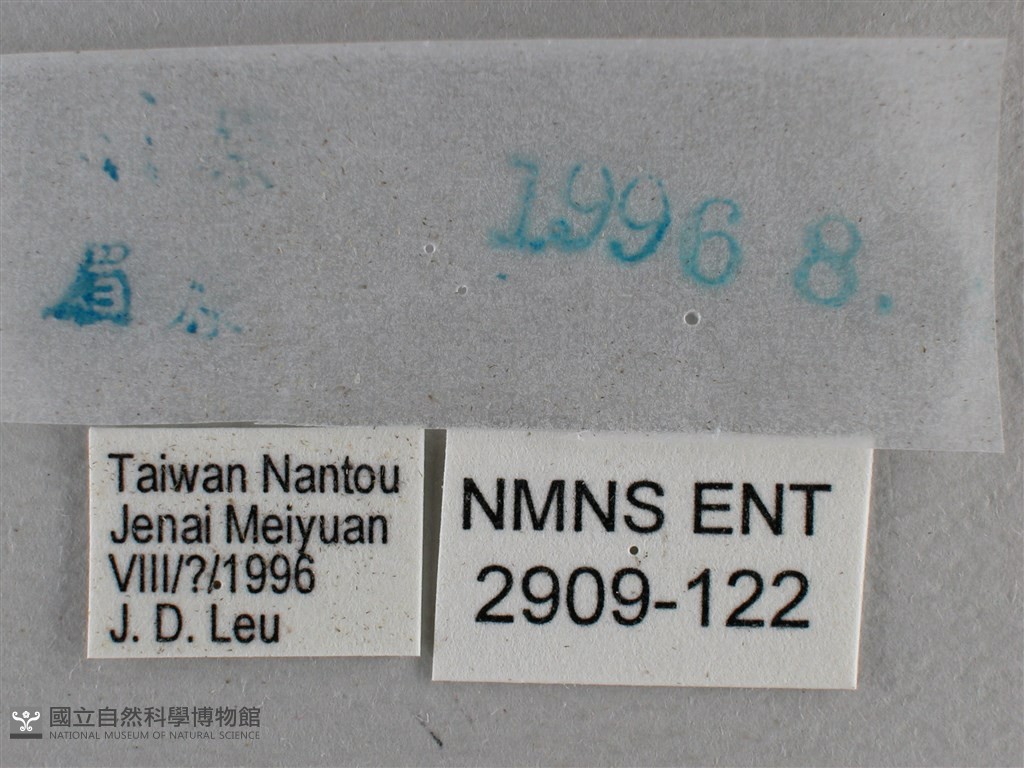 1996 8.
眉
Taiwan Nantou
Jenai Meiyuan
VIII/?/1996
J. D. Leu
NMNS ENT
2909-122
國立自然科學博物館
NATIONAL MUSEUM OF NATURAL SCIENCE